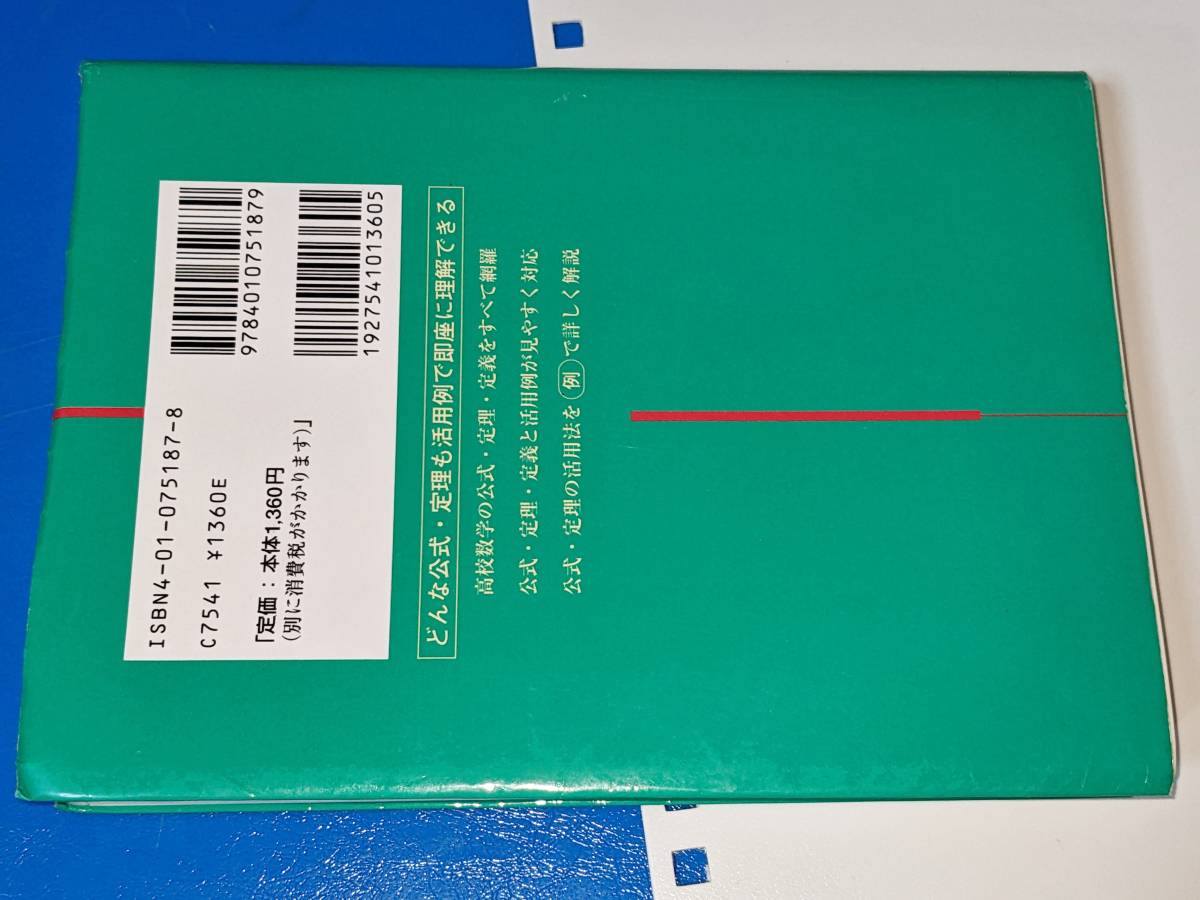 9784010751879
1927541013605
ISBN4-01-075187-8
C7541 ¥1360E
「定価：本体1,360円
（別に消費税がかかります）」
どんな公式・定理も活用例で即座に理解できる
高校数学の公式・定理・定義をすべて網羅
公式・定理・定義と活用例が見やすく対応
公式・定理の活用法を例で詳しく解説